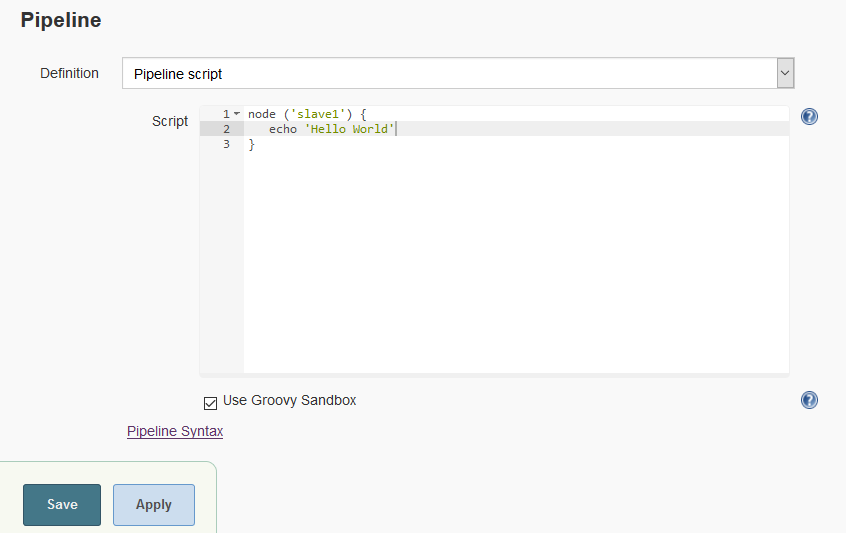 Pipeline
Definition Pipeline script
Script
1 node ('slave1') {
2    echo 'Hello World'
3 }
Use Groovy Sandbox
Pipeline Syntax
Save Apply